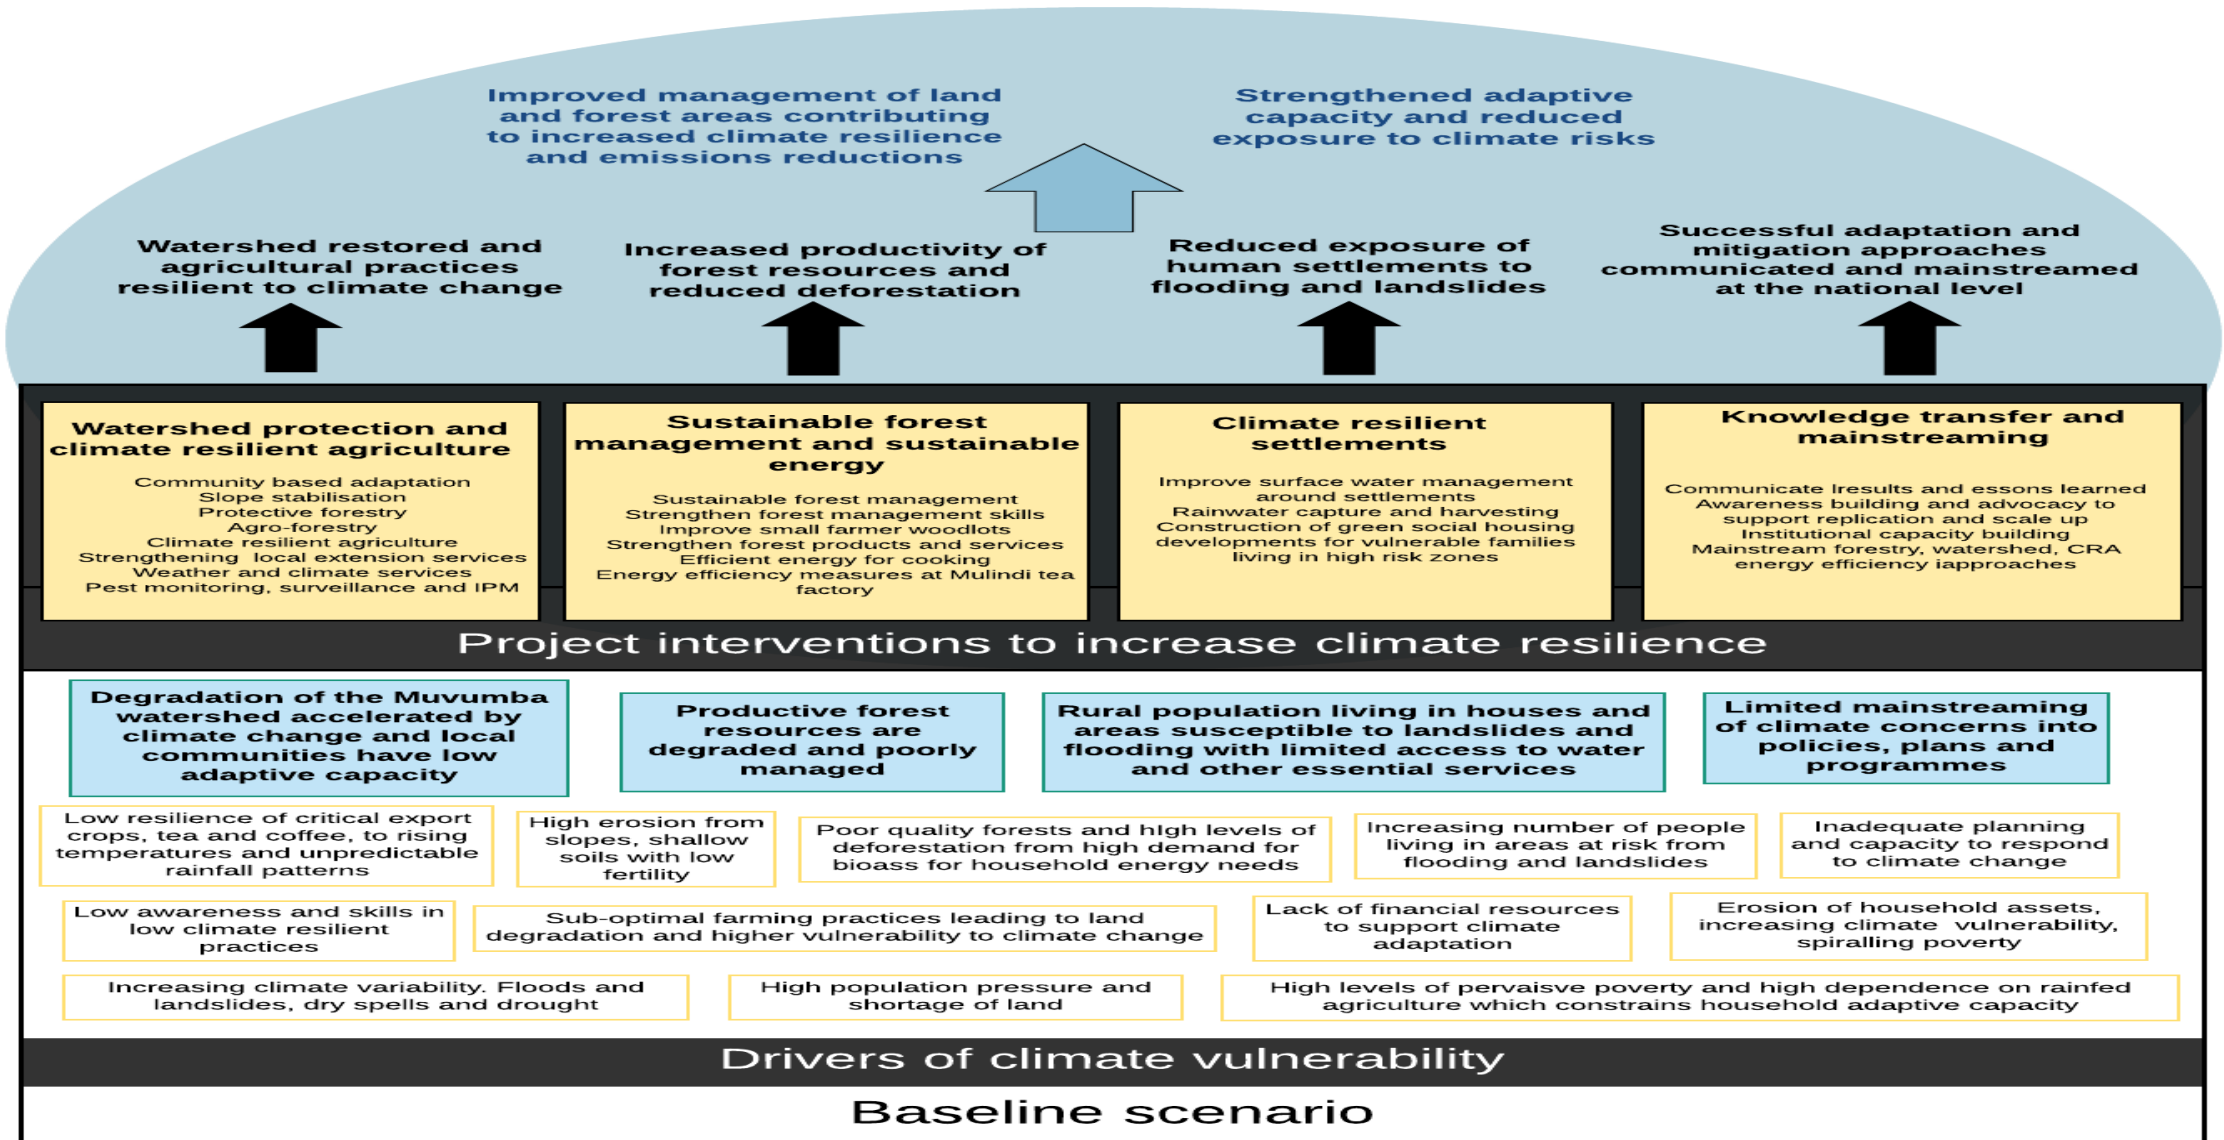 Improved management of land
and forest areas contributing
to increased climate resilience
and emissions reductions
Strengthened adaptive
capacity and reduced
exposure to climate risks
Watershed restored and
agricultural practices
resilient to climate change
Increased productivity of
forest resources and
reduced deforestation
Reduced exposure of
human settlements to
flooding and landslides
Successful adaptation and
mitigation approaches
communicated and mainstreamed
at the national level
Watershed protection and
climate resilient agriculture
Community based adaptation
Slope stabilisation
Protective forestry
Agro-forestry
Climate resilient agriculture
Strengthening  local extension services
Weather and climate services
Pest monitoring, surveillance and IPM
Sustainable forest
management and sustainable
energy
Sustainable forest management
Strengthen forest management skills
Improve small farmer woodlots
Strengthen forest products and services
Efficient energy for cooking
Energy efficiency measures at Mulindi tea
factory
Climate resilient
settlements
Improve surface water management
around settlements
Rainwater capture and harvesting
Construction of green social housing
developments for vulnerable families
living in high risk zones
Knowledge transfer and
mainstreaming
Communicate lresults and essons learned
Awareness building and advocacy to
support replication and scale up
Institutional capacity building
Mainstream forestry, watershed, CRA
energy efficiency iapproaches
Project interventions to increase climate resilience
Degradation of the Muvumba
watershed accelerated by
climate change and local
communities have low
adaptive capacity
Productive forest
resources are
degraded and poorly
managed
Rural population living in houses and
areas susceptible to landslides and
flooding with limited access to water
and other essential services
Limited mainstreaming
of climate concerns into
policies, plans and
programmes
Low resilience of critical export
crops, tea and coffee, to rising
temperatures and unpredictable
rainfall patterns
High erosion from
slopes, shallow
soils with low
fertility
Poor quality forests and hIgh levels of
deforestation from high demand for
bioass for household energy needs
Increasing number of people
living in areas at risk from
flooding and landslides
Inadequate planning
and capacity to respond
to climate change
Low awareness and skills in
low climate resilient
practices
Sub-optimal farming practices leading to land
degradation and higher vulnerability to climate change
Lack of financial resources
to support climate
adaptation
Erosion of household assets,
increasing climate  vulnerability,
spiralling poverty
Increasing climate variability. Floods and
landslides, dry spells and drought
High population pressure and
shortage of land
High levels of pervaisve poverty and high dependence on rainfed
agriculture which constrains household adaptive capacity
Drivers of climate vulnerability
Baseline scenario